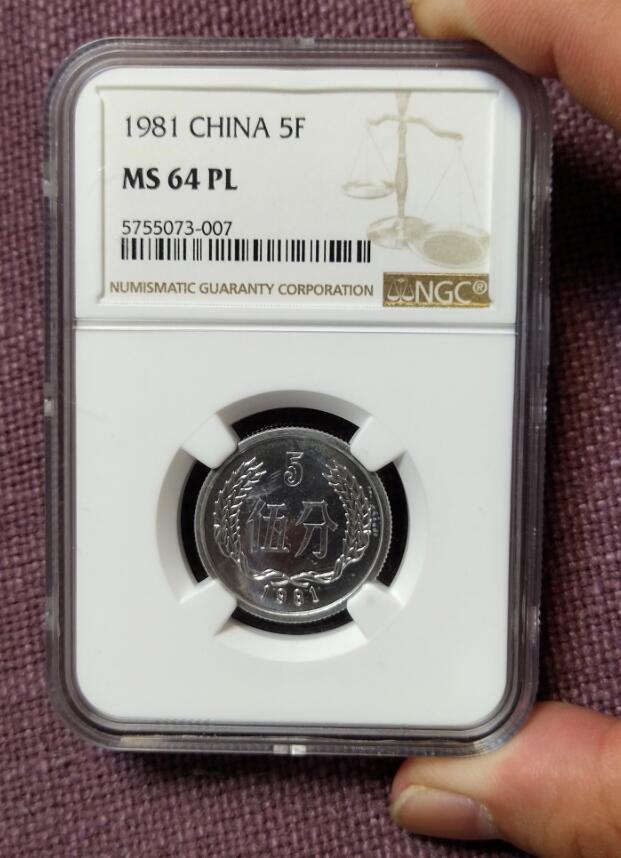 1981 CHINA 5F
MS 64 PL
5755073-007
NUMISMATIC GUARANTY CORPORATION
NGC®
5
伍分
1981